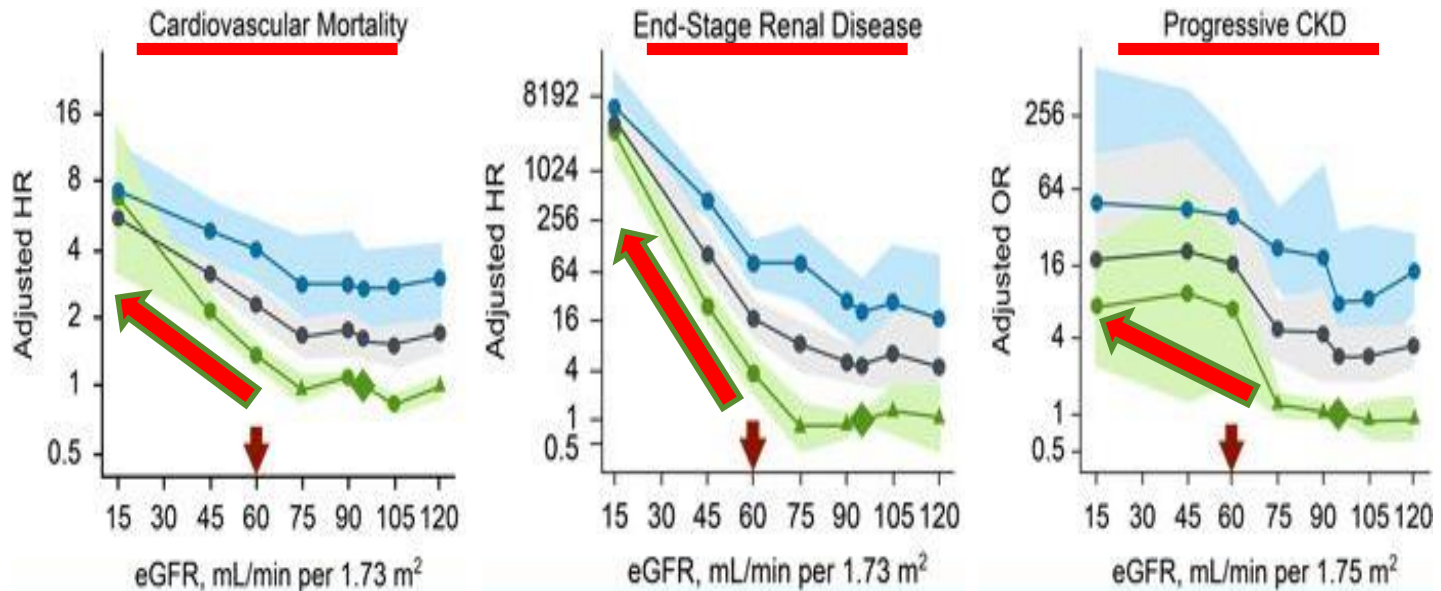 Cardiovascular Mortality
Adjusted HR
16
8
4
2
1
0.5
15 30 45 60 75 90 105 120
eGFR, mL/min per 1.73 m²
End-Stage Renal Disease
Adjusted HR
8192
1024
256
64
16
4
1
0.5
15 30 45 60 75 90 105 120
eGFR, mL/min per 1.73 m²
Progressive CKD
Adjusted OR
256
64
16
4
1
0.5
15 30 45 60 75 90 105 120
eGFR, mL/min per 1.75 m²